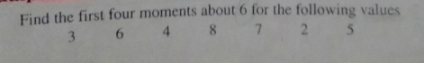 Find the first four moments about 6 for the following values
3 6 4 8 7 2 5